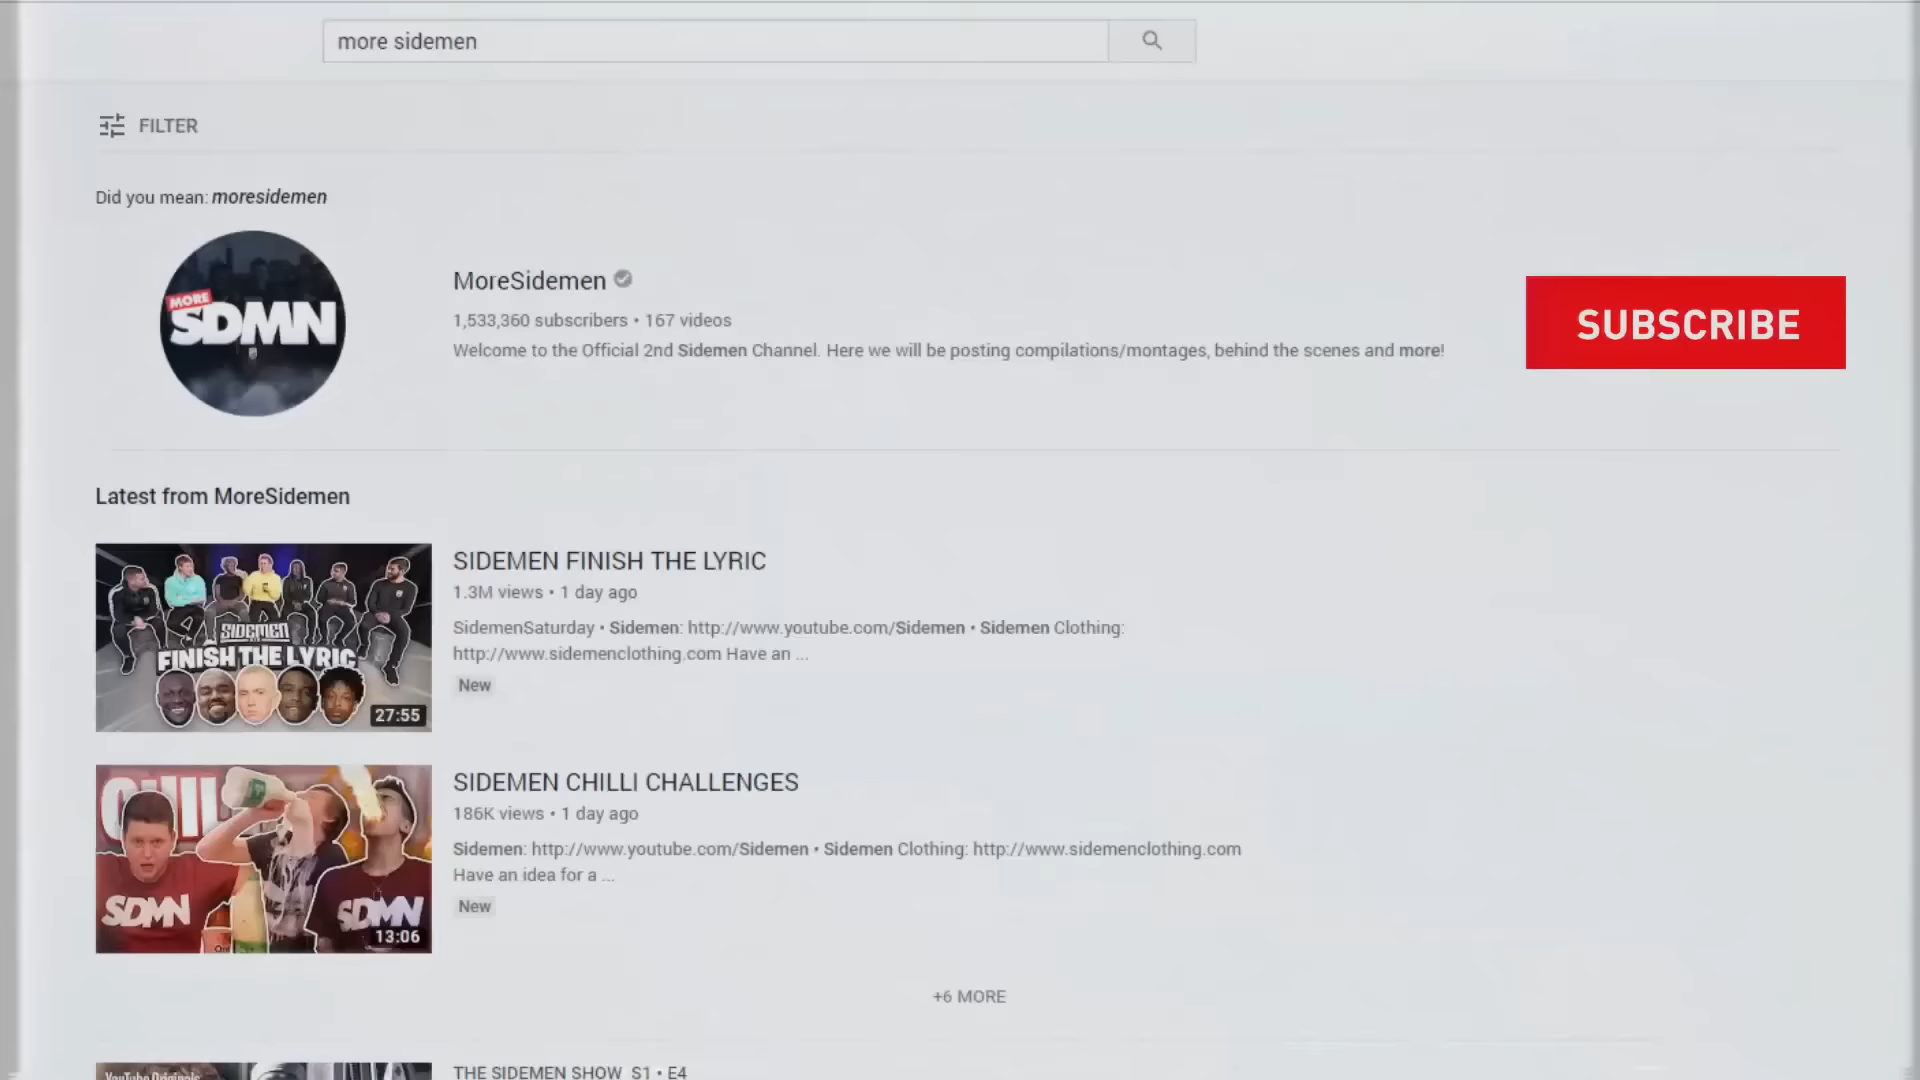 more sidemen
FILTER
Did you mean: moresidemen
MORE
SDMN
MoreSidemen
1,533,360 subscribers • 167 videos
Welcome to the Official 2nd Sidemen Channel. Here we will be posting compilations/montages, behind the scenes and more!
SUBSCRIBE
Latest from MoreSidemen
SIDEMEN
FINISH THE LYRIC
27:55
SIDEMEN FINISH THE LYRIC
1.3M views • 1 day ago
SidemenSaturday • Sidemen: http://www.youtube.com/Sidemen • Sidemen Clothing:
http://www.sidemenclothing.com Have an ...
New
SDMN
SDMN
13:06
SIDEMEN CHILLI CHALLENGES
186K views • 1 day ago
Sidemen: http://www.youtube.com/Sidemen • Sidemen Clothing: http://www.sidemenclothing.com
Have an idea for a ...
New
+6 MORE
YouTube Originals
THE SIDEMEN SHOW S1 • E4